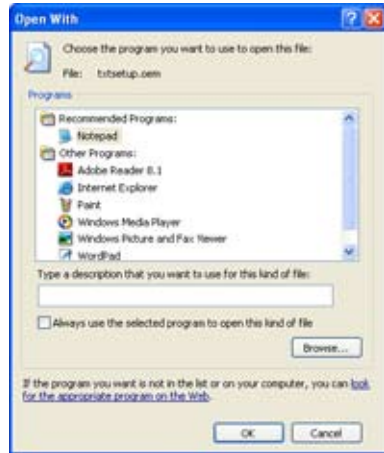 Open With
Choose the program you want to use to open this file:
File: txtsetup.oem
Programs
Recommended Programs:
Notepad
Other Programs:
Adobe Reader 8.1
Internet Explorer
Paint
Windows Media Player
Windows Picture and Fax Viewer
WordPad
Type a description that you want to use for this kind of file:
Always use the selected program to open this kind of file
Browse...
If the program you want is not in the list or on your computer, you can look
for the appropriate program on the Web.
OK Cancel